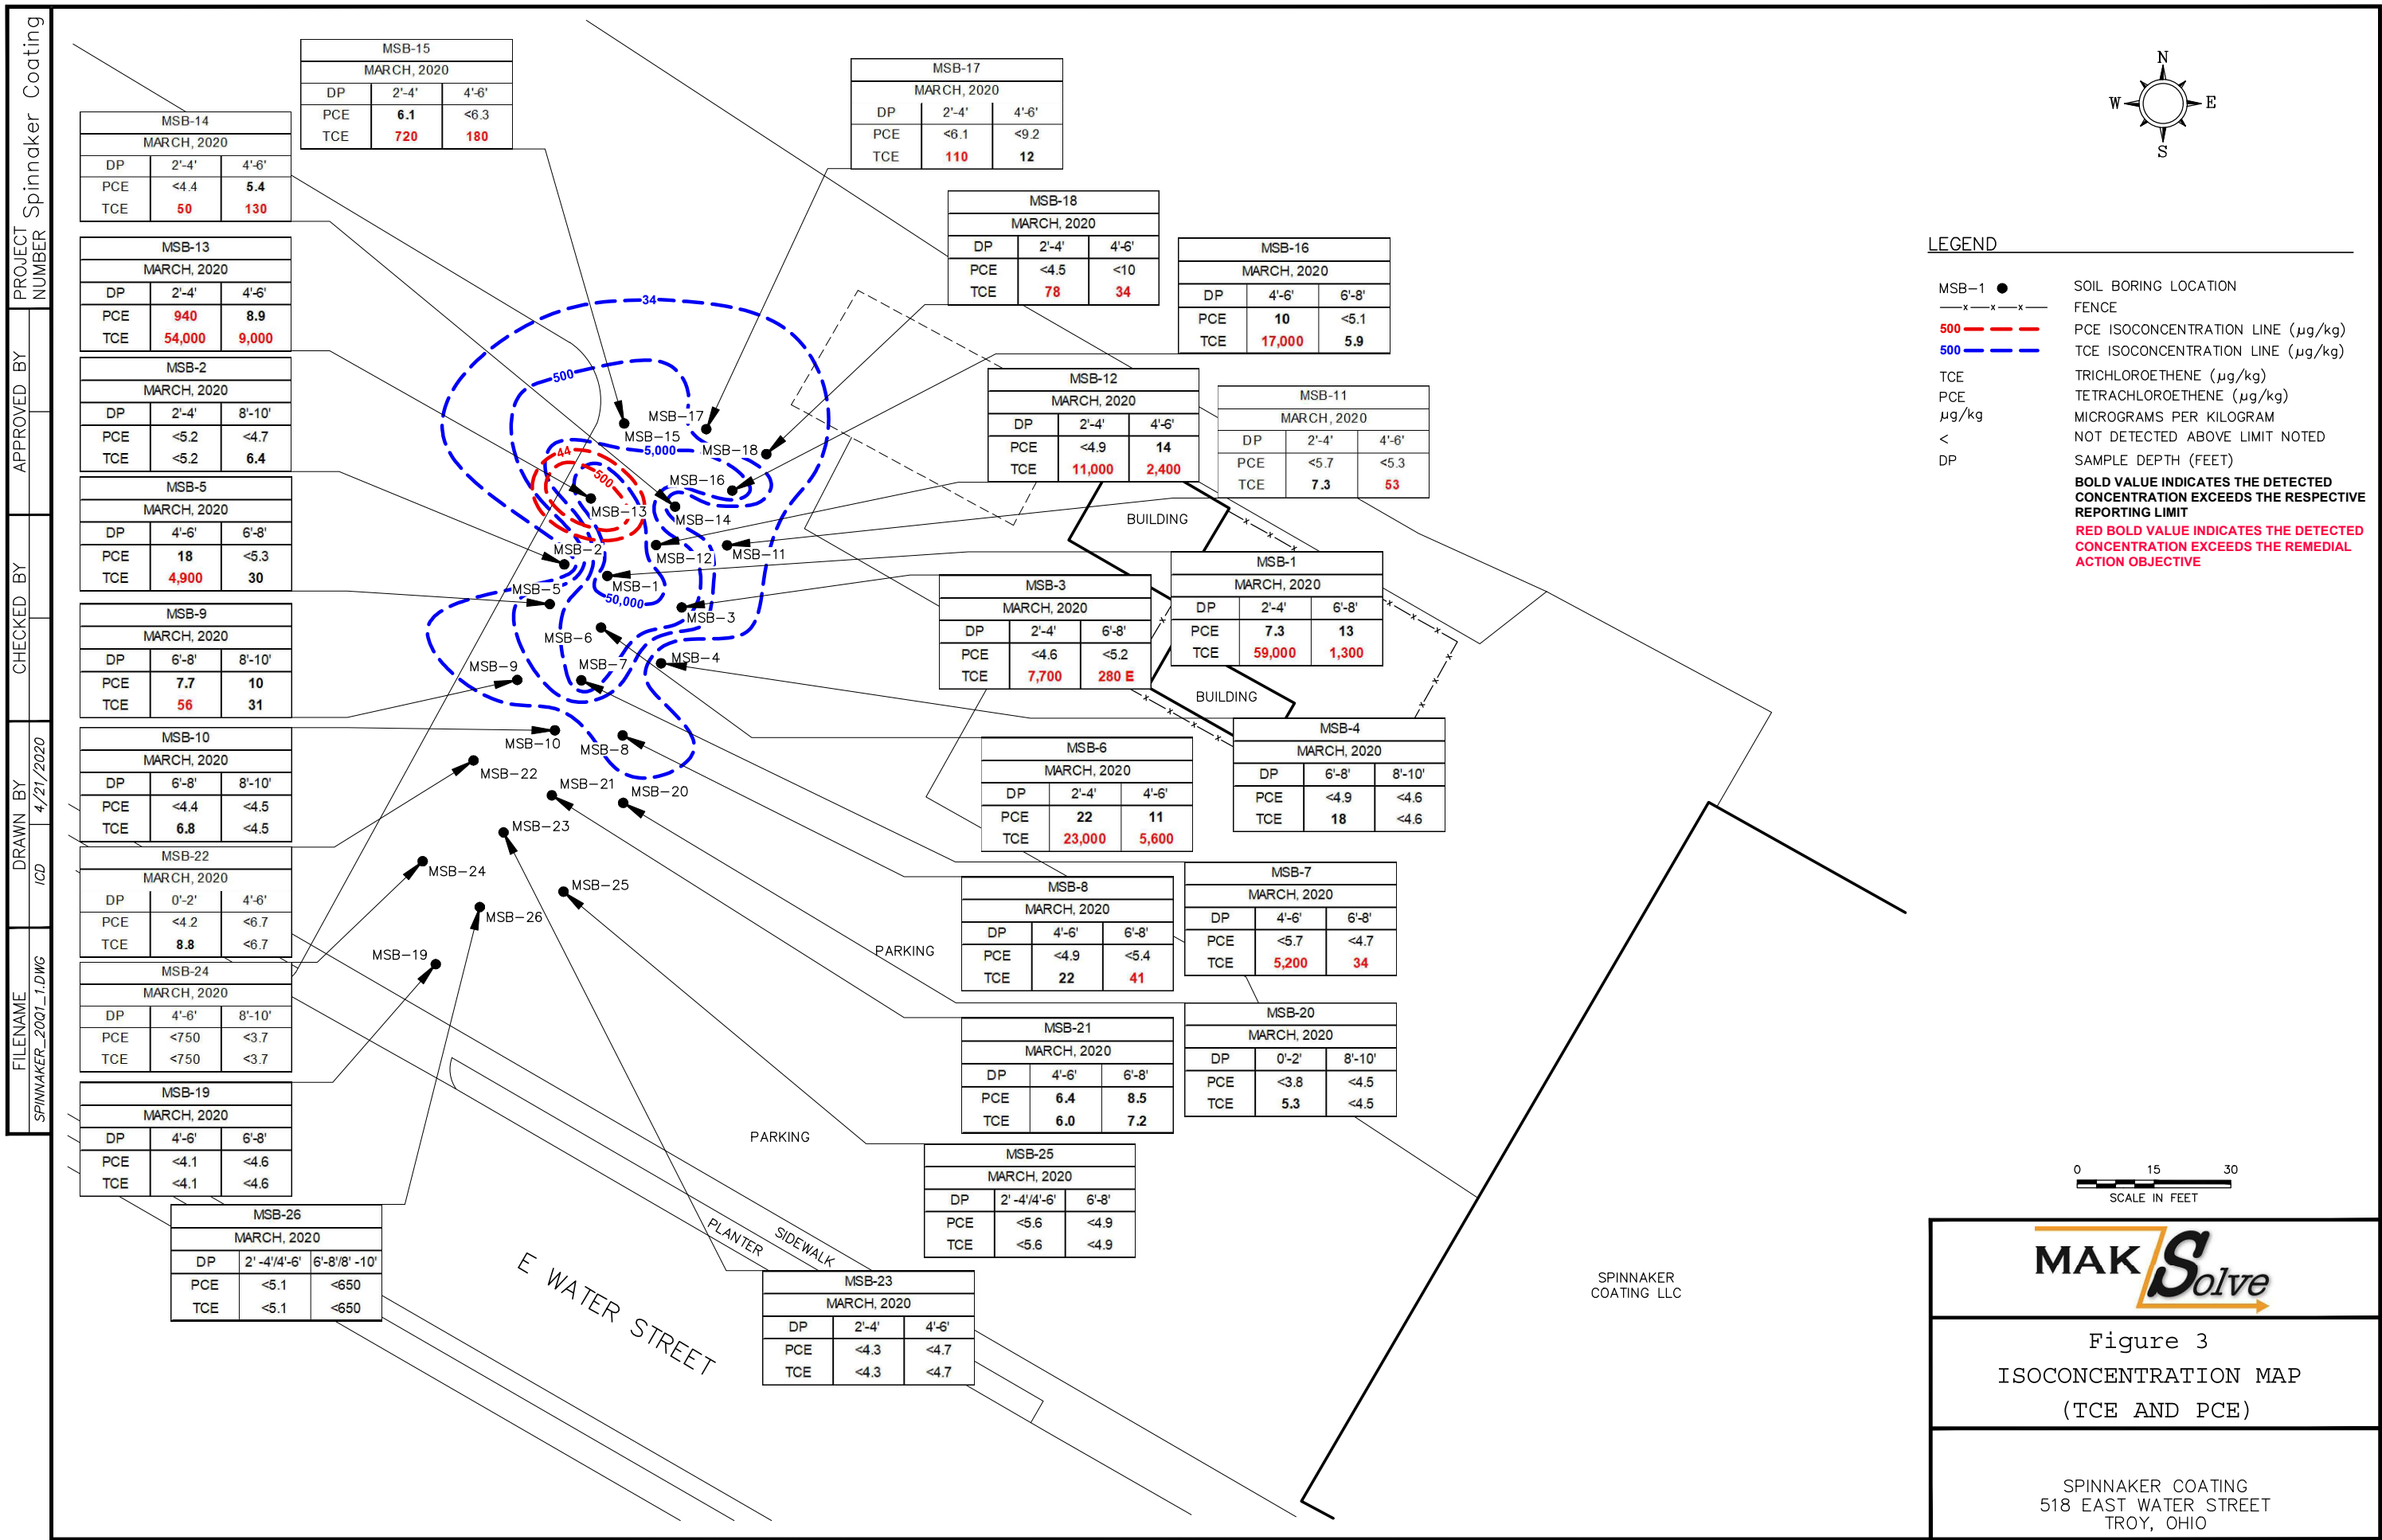 PROJECT NUMBER Spinnaker Coating
APPROVED BY
CHECKED BY
DRAWN BY ICD 4/21/2020
FILENAME SPINNAKER_20Q1_1.DWG
MSB-15
MARCH, 2020
DP 2'-4' 4'-6'
PCE 6.1 <6.3
TCE 720 180
MSB-14
MARCH, 2020
DP 2'-4' 4'-6'
PCE <4.4 5.4
TCE 50 130
MSB-13
MARCH, 2020
DP 2'-4' 4'-6'
PCE 940 8.9
TCE 54,000 9,000
MSB-2
MARCH, 2020
DP 2'-4' 8'-10'
PCE <5.2 <4.7
TCE <5.2 6.4
MSB-5
MARCH, 2020
DP 4'-6' 6'-8'
PCE 18 <5.3
TCE 4,900 30
MSB-9
MARCH, 2020
DP 6'-8' 8'-10'
PCE 7.7 10
TCE 56 31
MSB-10
MARCH, 2020
DP 6'-8' 8'-10'
PCE <4.4 <4.5
TCE 6.8 <4.5
MSB-22
MARCH, 2020
DP 0'-2' 4'-6'
PCE <4.2 <6.7
TCE 8.8 <6.7
MSB-24
MARCH, 2020
DP 4'-6' 8'-10'
PCE <750 <3.7
TCE <750 <3.7
MSB-19
MARCH, 2020
DP 4'-6' 6'-8'
PCE <4.1 <4.6
TCE <4.1 <4.6
MSB-26
MARCH, 2020
DP 2'-4'/4'-6' 6'-8'/8'-10'
PCE <5.1 <650
TCE <5.1 <650
MSB-17
MARCH, 2020
DP 2'-4' 4'-6'
PCE <6.1 <9.2
TCE 110 12
MSB-18
MARCH, 2020
DP 2'-4' 4'-6'
PCE <4.5 <10
TCE 78 34
MSB-16
MARCH, 2020
DP 4'-6' 6'-8'
PCE 10 <5.1
TCE 17,000 5.9
MSB-12
MARCH, 2020
DP 2'-4' 4'-6'
PCE <4.9 14
TCE 11,000 2,400
MSB-11
MARCH, 2020
DP 2'-4' 4'-6'
PCE <5.7 <5.3
TCE 7.3 53
MSB-3
MARCH, 2020
DP 2'-4' 6'-8'
PCE <4.6 <5.2
TCE 7,700 280 E
MSB-1
MARCH, 2020
DP 2'-4' 6'-8'
PCE 7.3 13
TCE 59,000 1,300
MSB-6
MARCH, 2020
DP 2'-4' 4'-6'
PCE 22 11
TCE 23,000 5,600
MSB-4
MARCH, 2020
DP 6'-8' 8'-10'
PCE <4.9 <4.6
TCE 18 <4.6
MSB-8
MARCH, 2020
DP 4'-6' 6'-8'
PCE <4.9 <5.4
TCE 22 41
MSB-7
MARCH, 2020
DP 4'-6' 6'-8'
PCE <5.7 <4.7
TCE 5,200 34
MSB-21
MARCH, 2020
DP 4'-6' 6'-8'
PCE 6.4 8.5
TCE 6.0 7.2
MSB-20
MARCH, 2020
DP 0'-2' 8'-10'
PCE <3.8 <4.5
TCE 5.3 <4.5
MSB-25
MARCH, 2020
DP 2'-4'/4'-6' 6'-8'
PCE <5.6 <4.9
TCE <5.6 <4.9
MSB-23
MARCH, 2020
DP 2'-4' 4'-6'
PCE <4.3 <4.7
TCE <4.3 <4.7
34
500
MSB-17
MSB-15
5,000
MSB-18
44
500
MSB-16
MSB-13
MSB-14
MSB-2
MSB-12
MSB-11
MSB-5
MSB-1
50,000
MSB-3
MSB-6
MSB-9
MSB-7
MSB-4
MSB-10
MSB-8
MSB-22
MSB-21
MSB-20
MSB-23
MSB-24
MSB-25
MSB-26
MSB-19
BUILDING
BUILDING
PARKING
PARKING
PLANTER
SIDEWALK
E WATER STREET
SPINNAKER
COATING LLC
N
W E
S
LEGEND
MSB-1 SOIL BORING LOCATION
x x x FENCE
500 PCE ISOCONCENTRATION LINE (µg/kg)
500 TCE ISOCONCENTRATION LINE (µg/kg)
TCE TRICHLOROETHENE (µg/kg)
PCE TETRACHLOROETHENE (µg/kg)
µg/kg MICROGRAMS PER KILOGRAM
< NOT DETECTED ABOVE LIMIT NOTED
DP SAMPLE DEPTH (FEET)
BOLD VALUE INDICATES THE DETECTED
CONCENTRATION EXCEEDS THE RESPECTIVE
REPORTING LIMIT
RED BOLD VALUE INDICATES THE DETECTED
CONCENTRATION EXCEEDS THE REMEDIAL
ACTION OBJECTIVE
0 15 30
SCALE IN FEET
MAK Solve
Figure 3
ISOCONCENTRATION MAP
(TCE AND PCE)
SPINNAKER COATING
518 EAST WATER STREET
TROY, OHIO